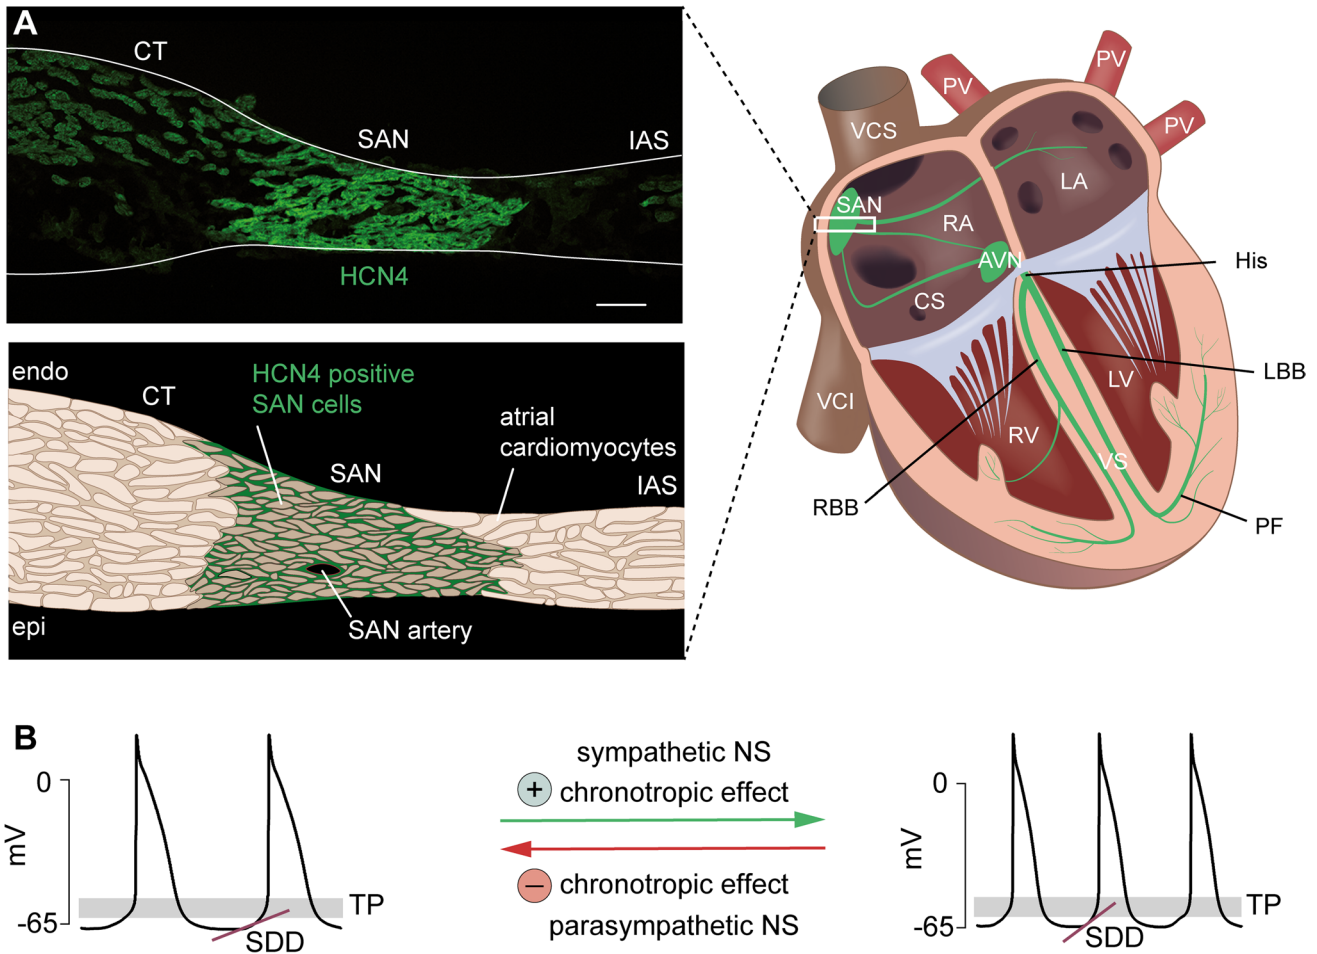 A
CT
SAN
IAS
HCN4
endo
CT
HCN4 positive
SAN cells
atrial
cardiomyocytes
SAN
IAS
SAN artery
epi
PV
PV
PV
VCS
LA
SAN
RA
AVN
His
CS
LBB
LV
VCI
RV
VS
RBB
PF
B
0
mV
-65
TP
SDD
sympathetic NS
+ chronotropic effect
− chronotropic effect
parasympathetic NS
0
mV
-65
TP
SDD